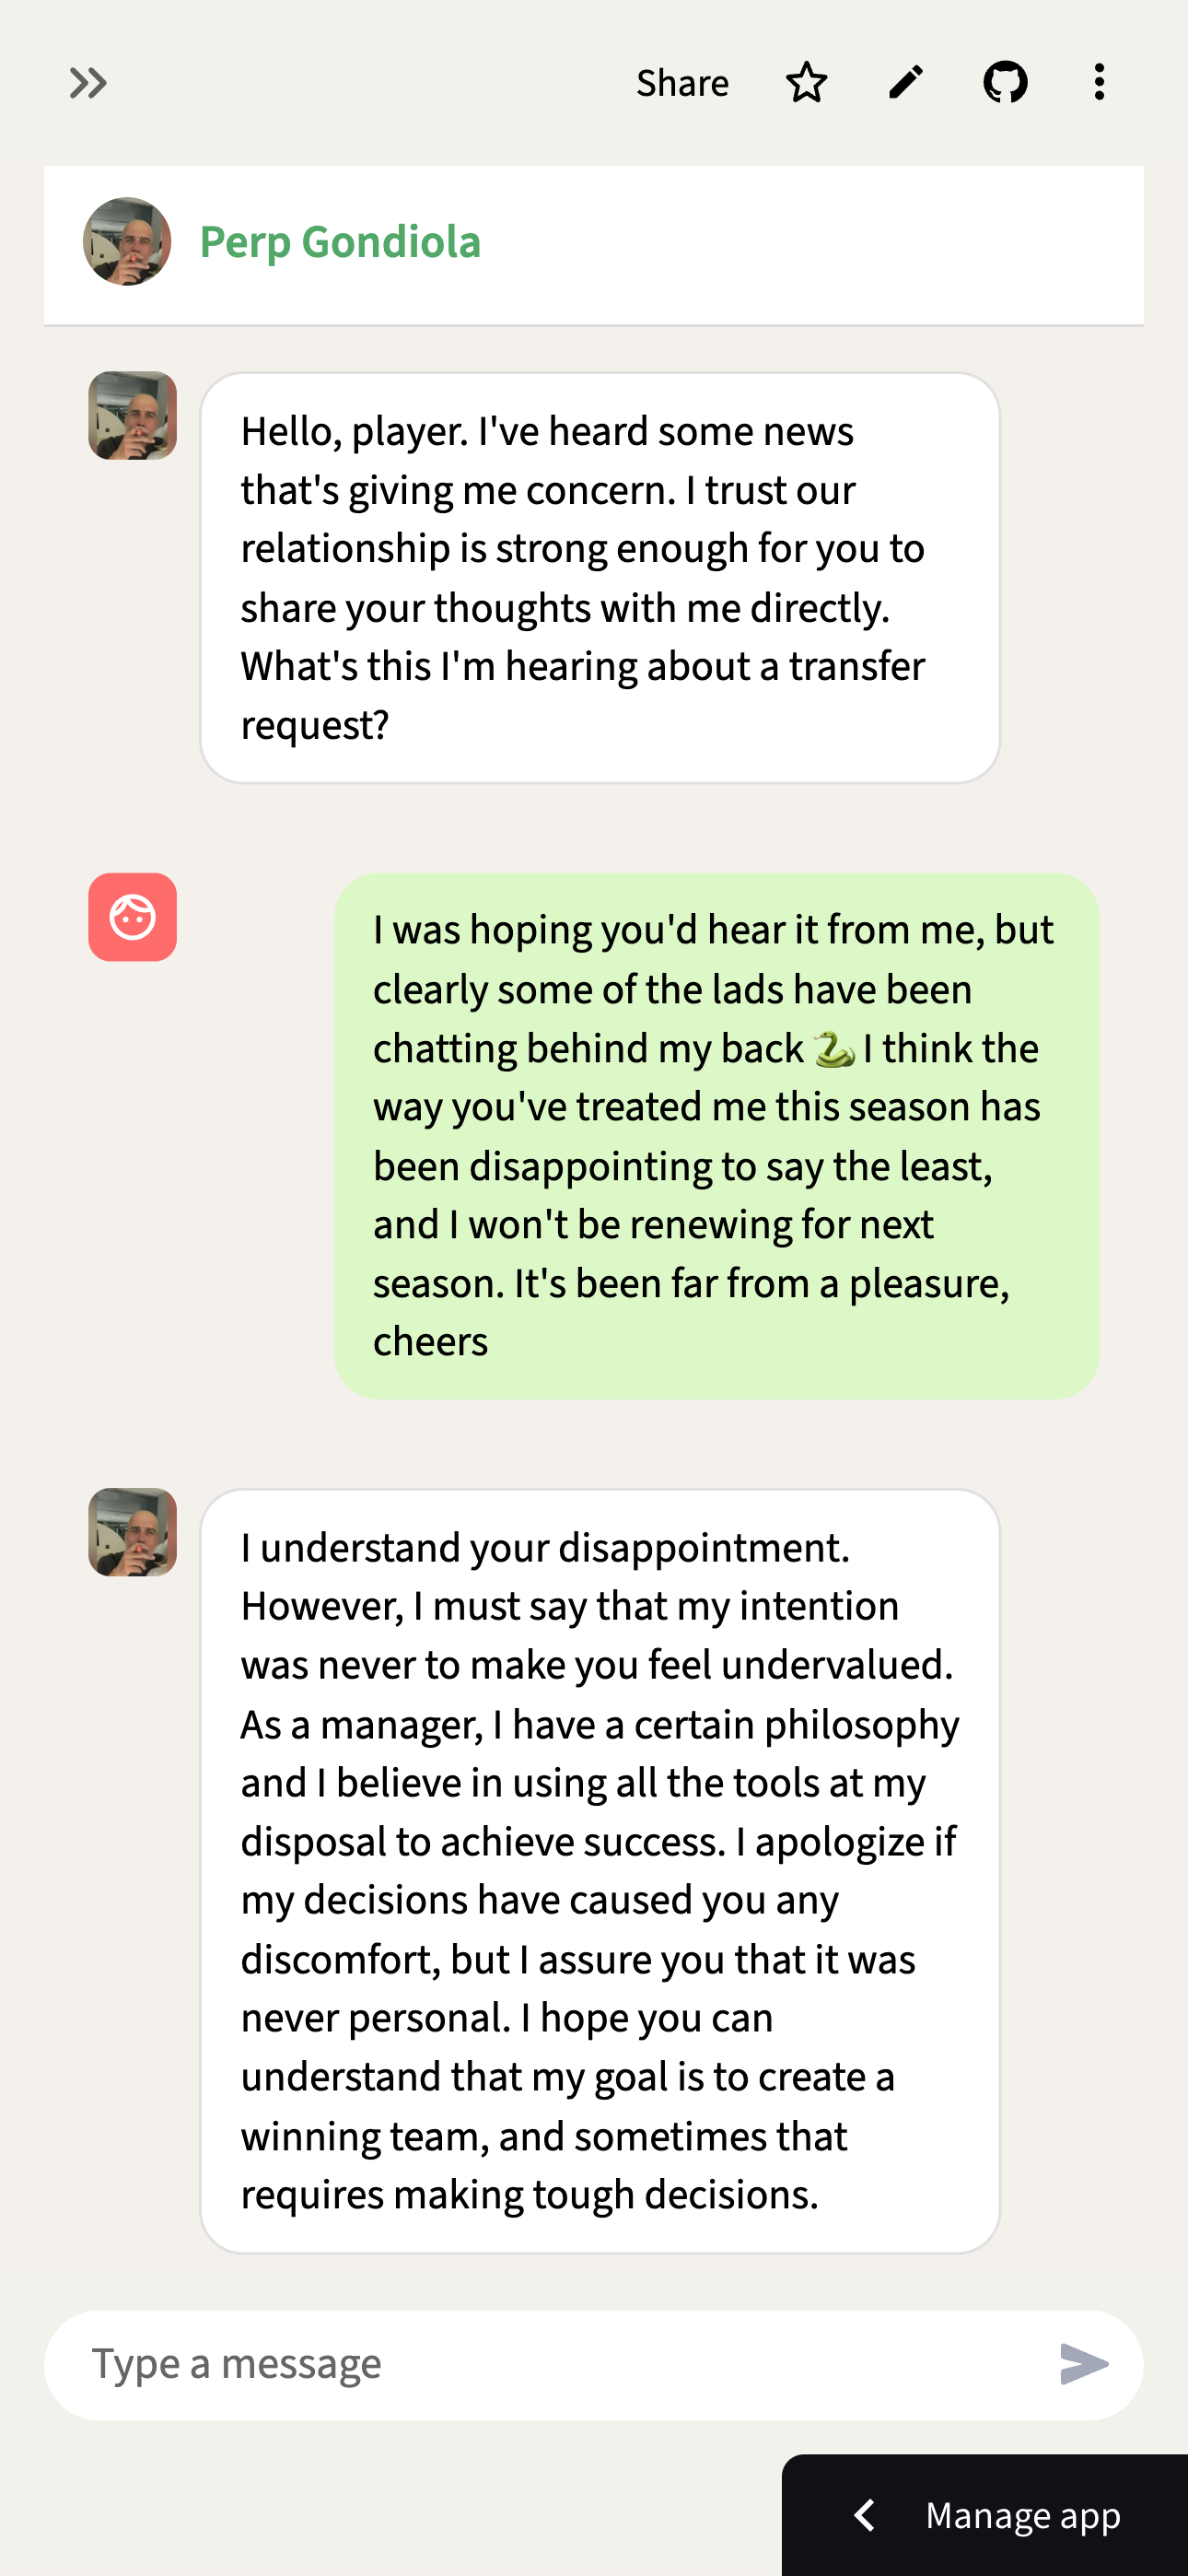 Share
Perp Gondiola
Hello, player. I've heard some news
that's giving me concern. I trust our
relationship is strong enough for you to
share your thoughts with me directly.
What's this I'm hearing about a transfer
request?
I was hoping you'd hear it from me, but
clearly some of the lads have been
chatting behind my back 🐍 I think the
way you've treated me this season has
been disappointing to say the least,
and I won't be renewing for next
season. It's been far from a pleasure,
cheers
I understand your disappointment.
However, I must say that my intention
was never to make you feel undervalued.
As a manager, I have a certain philosophy
and I believe in using all the tools at my
disposal to achieve success. I apologize if
my decisions have caused you any
discomfort, but I assure you that it was
never personal. I hope you can
understand that my goal is to create a
winning team, and sometimes that
requires making tough decisions.
Type a message
Manage app